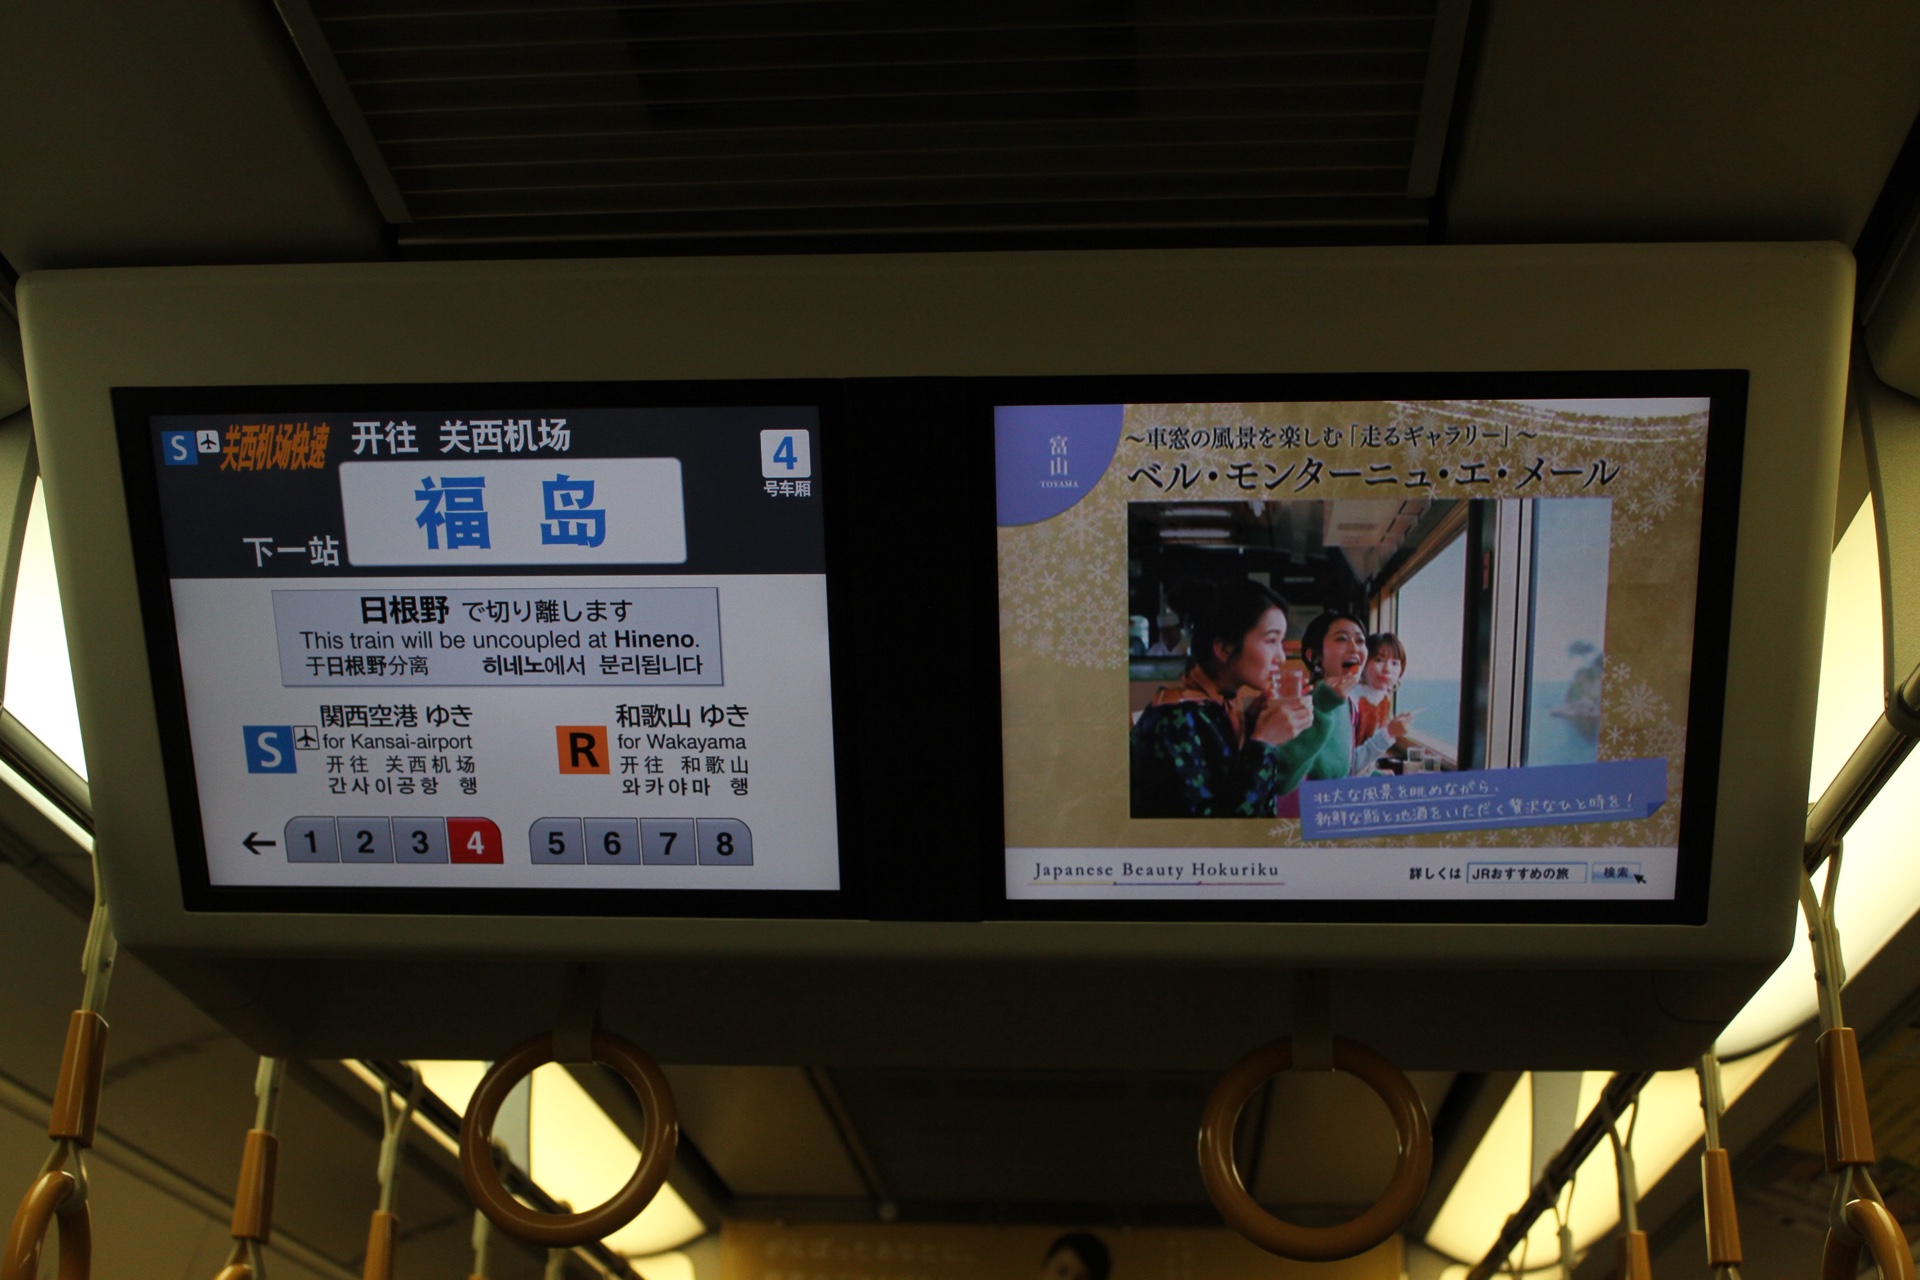 S 关西机场快速 开往 关西机场
4
号车厢
下一站 福岛
日根野 で切り離します
This train will be uncoupled at Hineno.
于日根野分离 히네노에서 분리됩니다
S 関西空港 ゆき
for Kansai-airport
开往 关西机场
간사이공항 행
R 和歌山 ゆき
for Wakayama
开往 和歌山
와카야마 행
← 1 2 3 4 5 6 7 8
富山
TOYAMA
～車窓の風景を楽しむ「走るギャラリー」～
ベル・モンターニュ・エ・メール
壮大な風景を眺めながら、
新鮮な鮨と地酒をいただく贅沢なひと時を！
Japanese Beauty Hokuriku
詳しくは JRおすすめの旅 検索